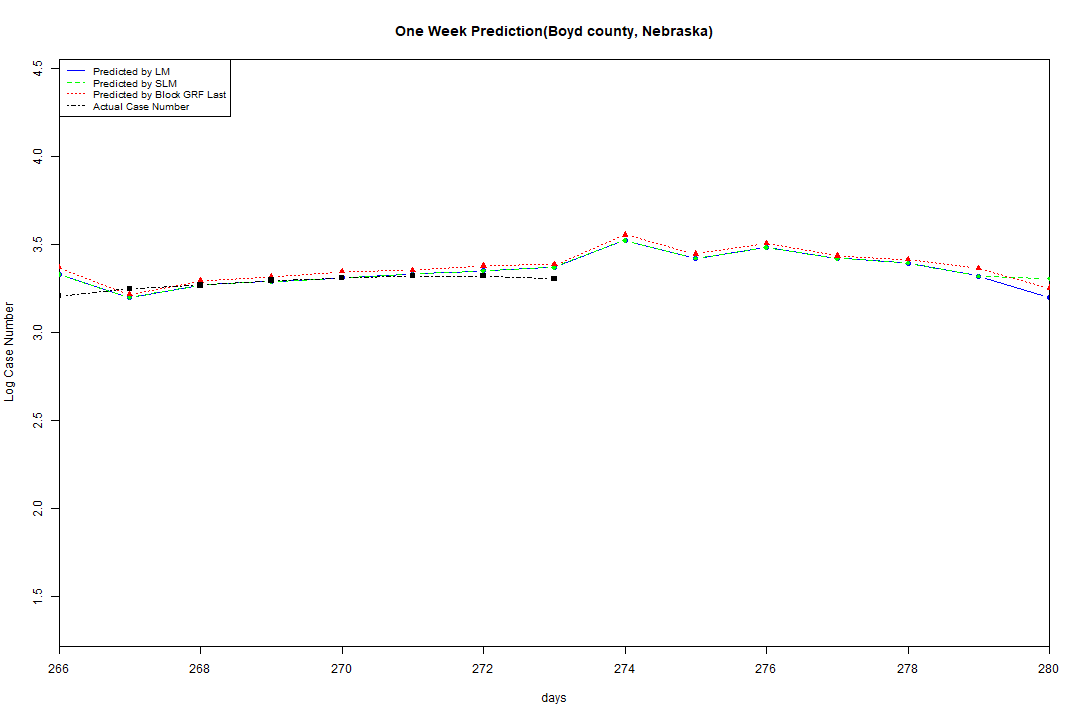 One Week Prediction(Boyd county, Nebraska)
Predicted by LM
Predicted by SLM
Predicted by Block GRF Last
Actual Case Number
4.5
4.0
3.5
3.0
2.5
2.0
1.5
Log Case Number
266 268 270 272 274 276 278 280
days